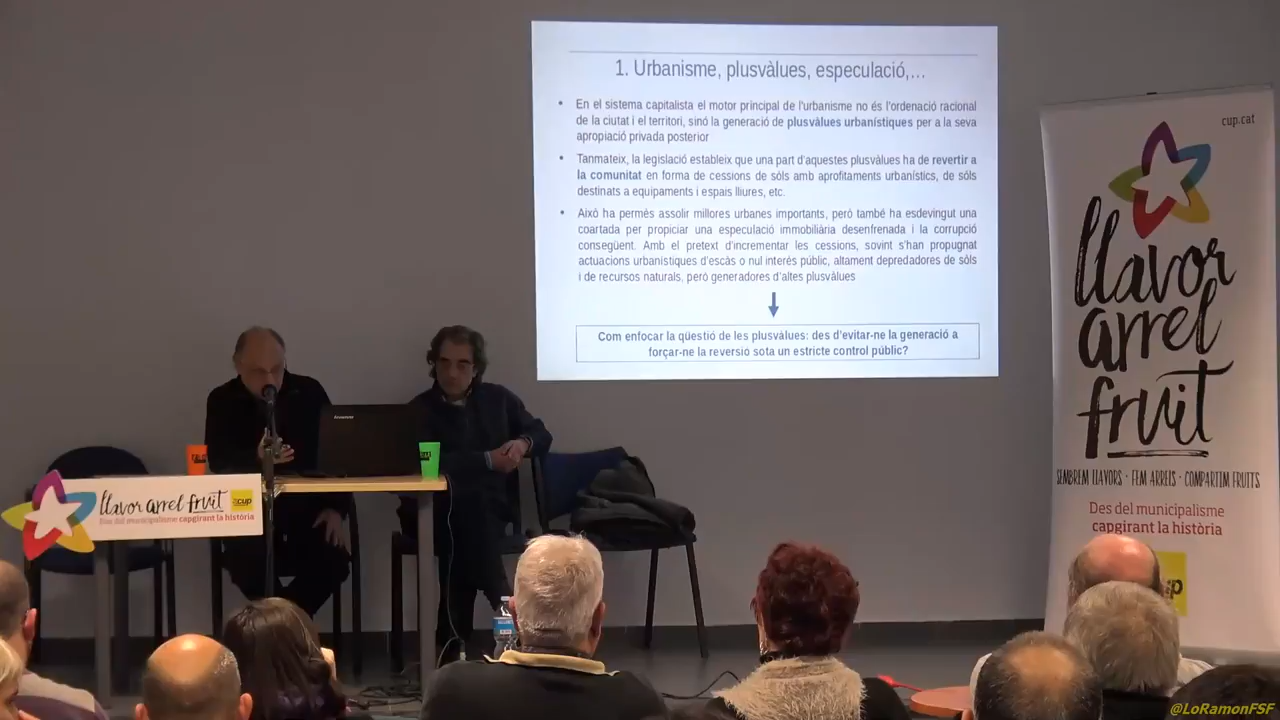 1. Urbanisme, plusvàlues, especulació,...
• En el sistema capitalista el motor principal de l'urbanisme no és l'ordenació racional
de la ciutat i el territori, sinó la generació de plusvàlues urbanístiques per a la seva
apropiació privada posterior
• Tanmateix, la legislació estableix que una part d'aquestes plusvàlues ha de revertir a
la comunitat en forma de cessions de sòls amb aprofitaments urbanístics, de sòls
destinats a equipaments i espais lliures, etc.
• Això ha permès assolir millores urbanes importants, però també ha esdevingut una
coartada per propiciar una especulació immobiliària desenfrenada i la corrupció
consegüent. Amb el pretext d'incrementar les cessions, sovint s'han propugnat
actuacions urbanístiques d'escàs o nul interés públic, altament depredadores de sòls
i de recursos naturals, però generadores d'altes plusvàlues
Com enfocar la qüestió de les plusvàlues: des d'evitar-ne la generació a
forçar-ne la reversió sota un estricte control públic?
cup.cat
llavor
arrel
fruit
SEMBREM LLAVORS · FEM ARRELS · COMPARTIM FRUITS
Des del municipalisme
capgirant la història
cup
llavor arrel fruit
Des del municipalisme capgirant la història
cup
@LoRamonFSF